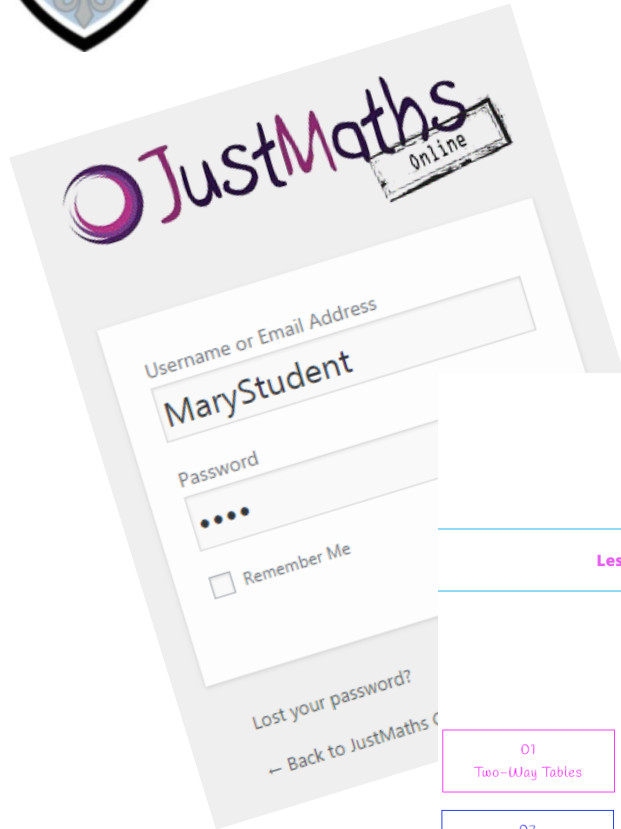 JustMaths
Online
Username or Email Address
MaryStudent
Password
••••
Remember Me
Lost your password?
← Back to JustMaths
Les
01
Two-Way Tables